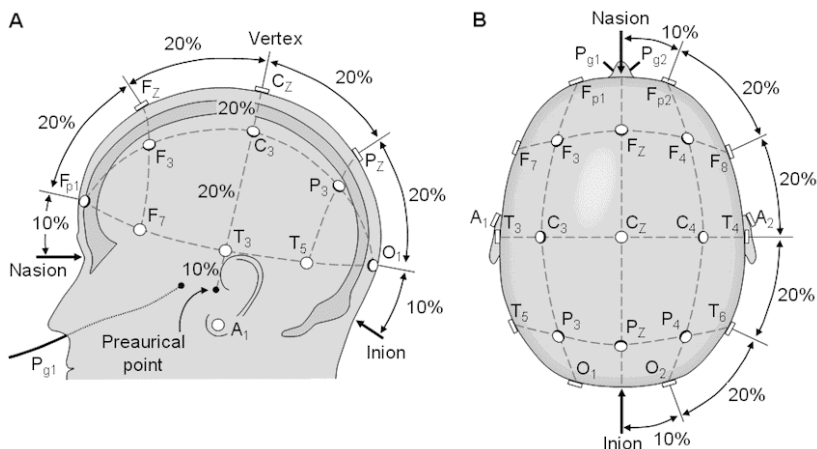 A
20%
Vertex
20%
F_Z
C_Z
20%
20%
F_3
C_3
P_Z
F_p1
20%
P_3
20%
10%
F_7
T_3
T_5
O_1
Nasion
10%
10%
Preaurical
point
A_1
Inion
P_g1
B
Nasion
10%
P_g1
P_g2
F_p1
F_p2
20%
F_7
F_3
F_Z
F_4
F_8
20%
A_1
T_3
C_3
C_Z
C_4
T_4
A_2
20%
T_5
P_3
P_Z
P_4
T_6
O_1
O_2
20%
Inion
10%